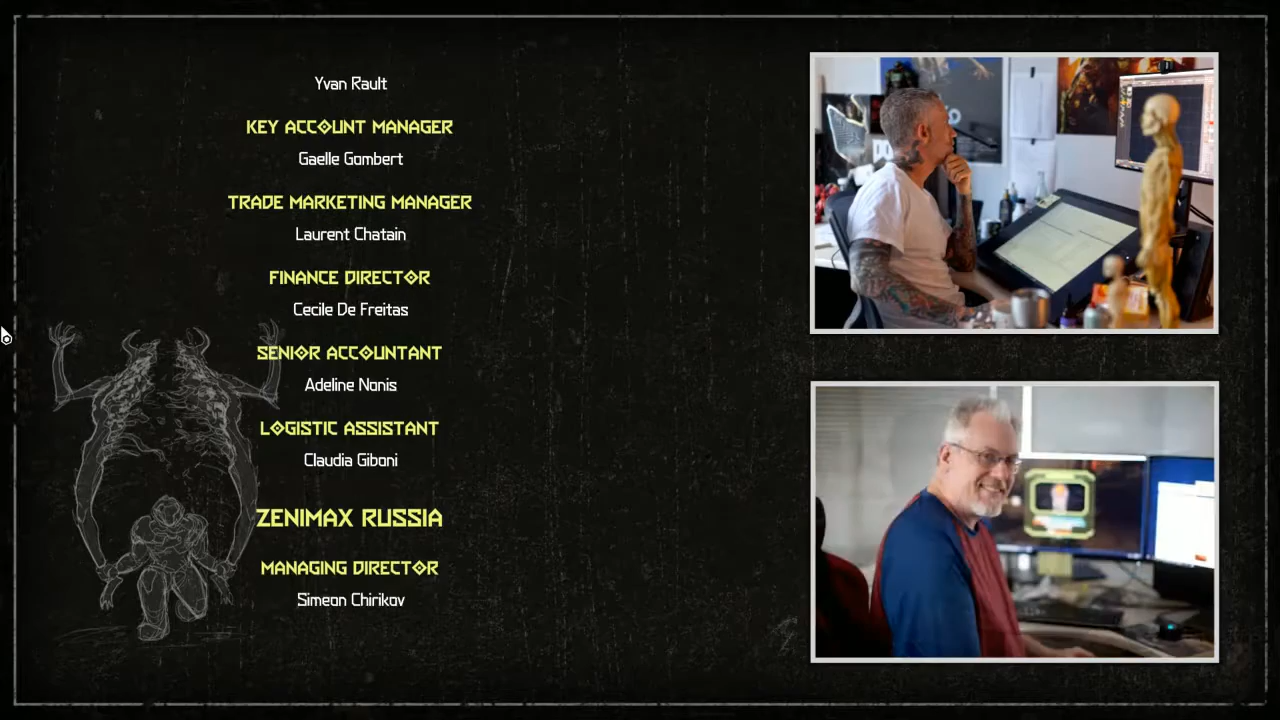 Yvan Rault
KEY ACCOUNT MANAGER
Gaelle Gombert
TRADE MARKETING MANAGER
Laurent Chatain
FINANCE DIRECTOR
Cecile De Freitas
SENIOR ACCOUNTANT
Adeline Nonis
LOGISTIC ASSISTANT
Claudia Giboni
ZENIMAX RUSSIA
MANAGING DIRECTOR
Simeon Chirikov